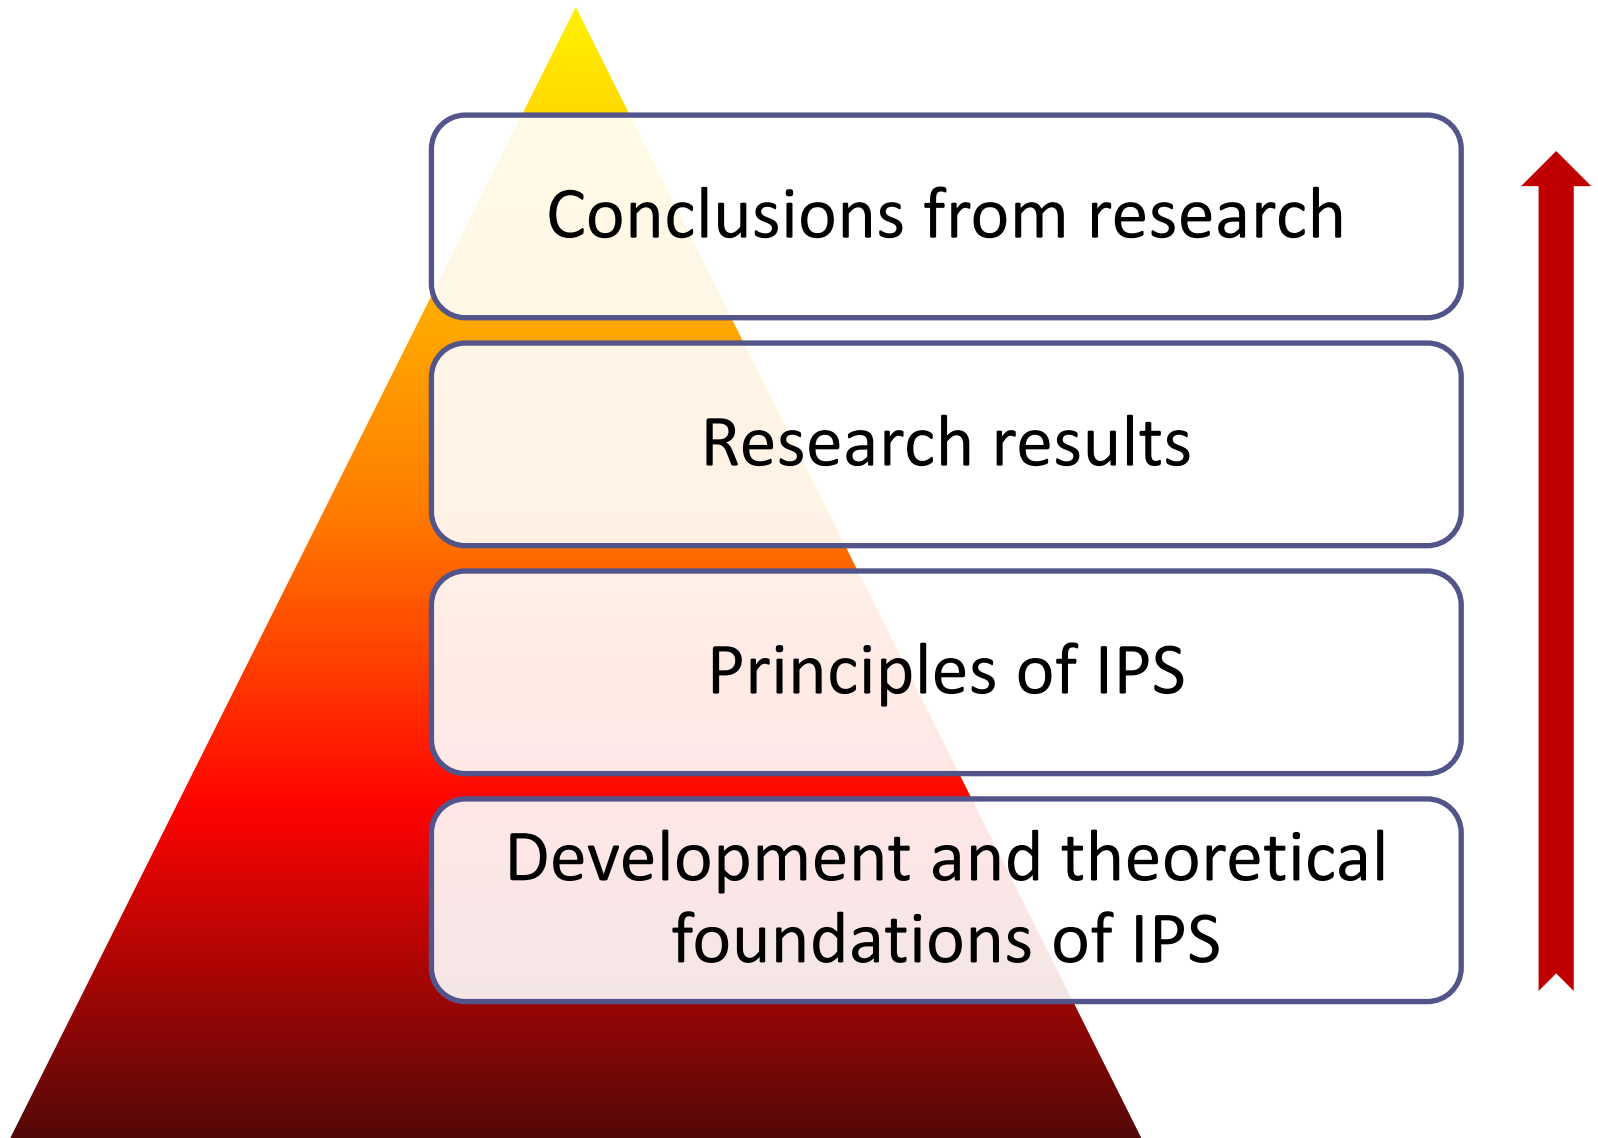 Conclusions from research
Research results
Principles of IPS
Development and theoretical
foundations of IPS